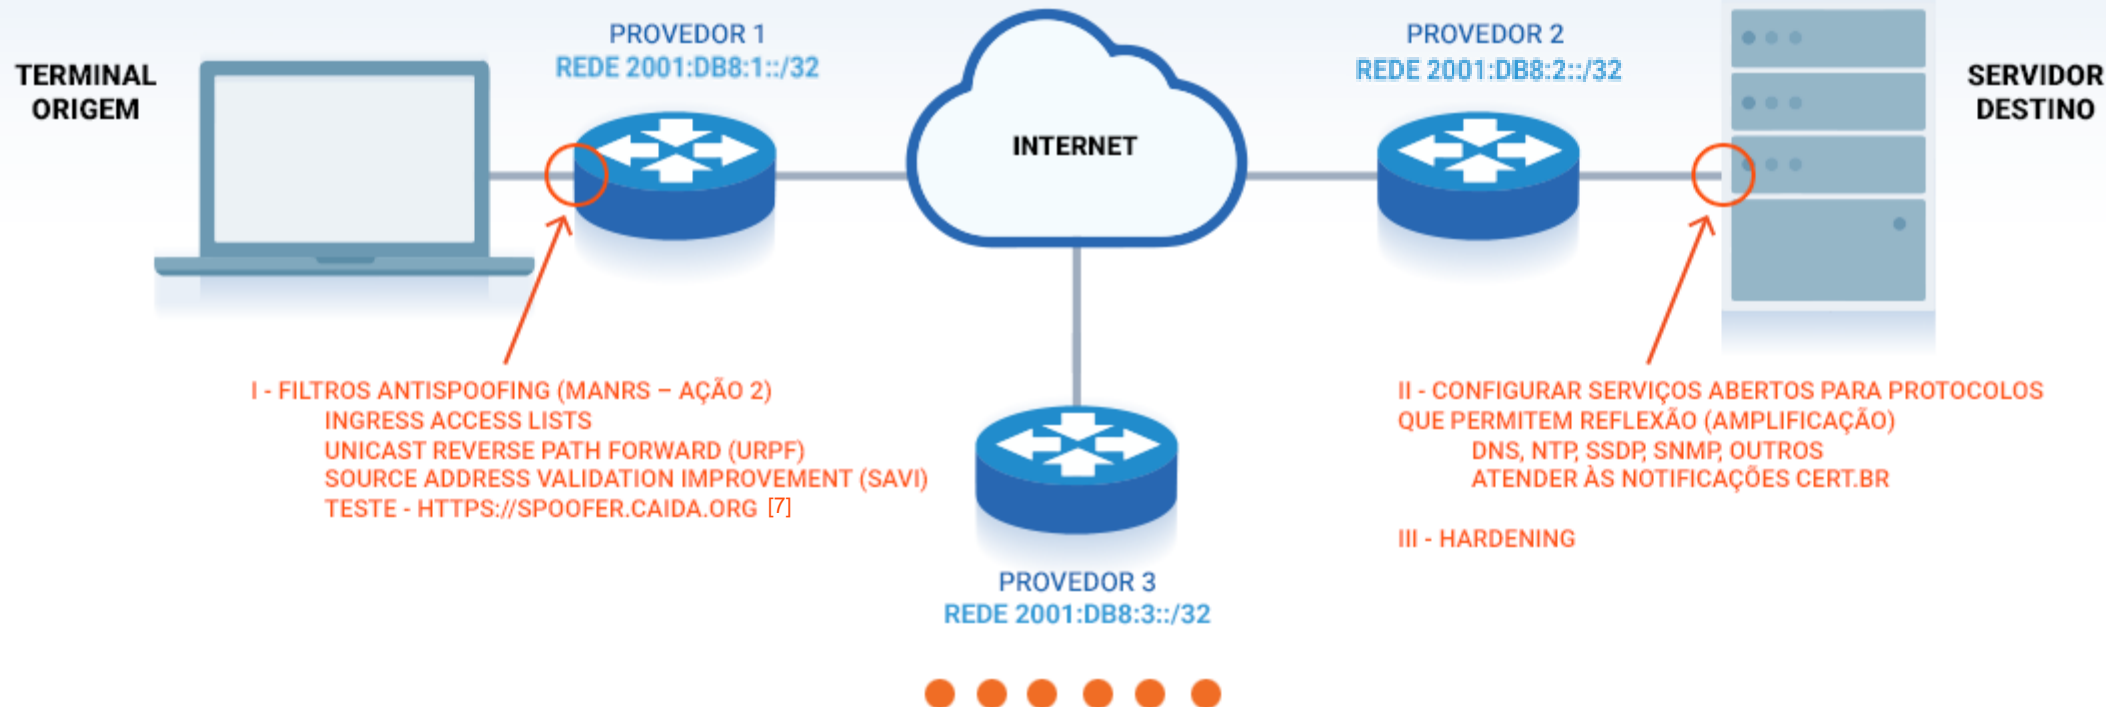 PROVEDOR 1
REDE 2001:DB8:1::/32
PROVEDOR 2
REDE 2001:DB8:2::/32
TERMINAL
ORIGEM
SERVIDOR
DESTINO
INTERNET
I - FILTROS ANTISPOOFING (MANRS – AÇÃO 2)
INGRESS ACCESS LISTS
UNICAST REVERSE PATH FORWARD (URPF)
SOURCE ADDRESS VALIDATION IMPROVEMENT (SAVI)
TESTE - HTTPS://SPOOFER.CAIDA.ORG [7]
II - CONFIGURAR SERVIÇOS ABERTOS PARA PROTOCOLOS
QUE PERMITEM REFLEXÃO (AMPLIFICAÇÃO)
DNS, NTP, SSDP, SNMP, OUTROS
ATENDER ÀS NOTIFICAÇÕES CERT.BR
III - HARDENING
PROVEDOR 3
REDE 2001:DB8:3::/32